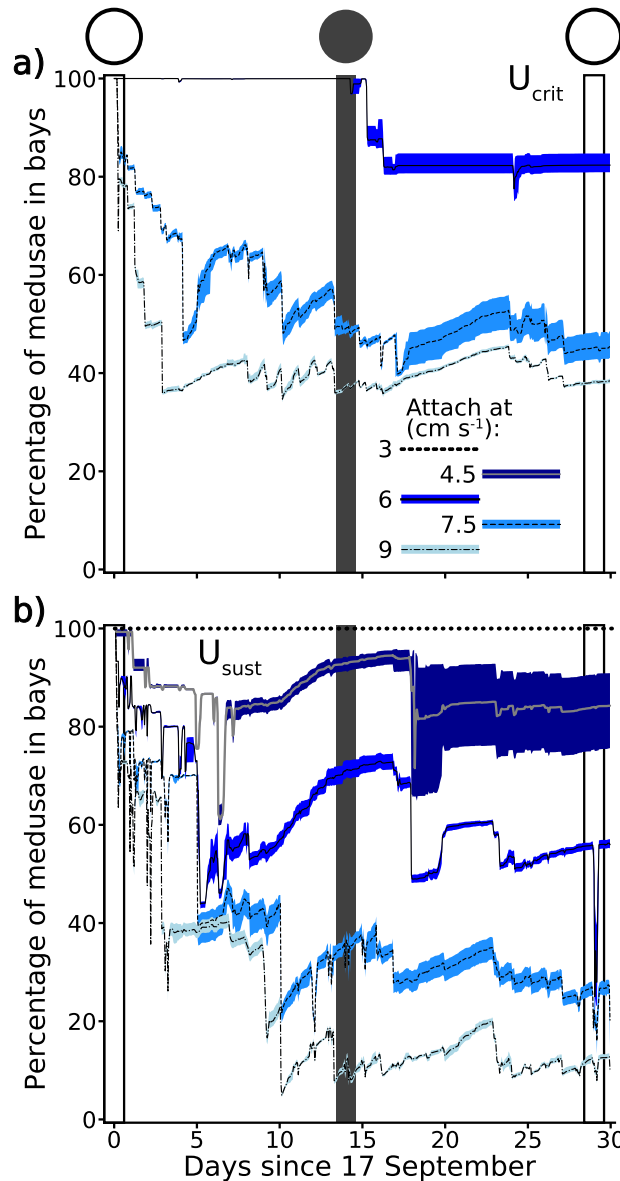 a)
100
80
60
40
20
0
Percentage of medusae in bays
U crit
Attach at
(cm s⁻¹):
3
4.5
6
7.5
9
b)
100
80
60
40
20
0
Percentage of medusae in bays
U sust
0 5 10 15 20 25 30
Days since 17 September